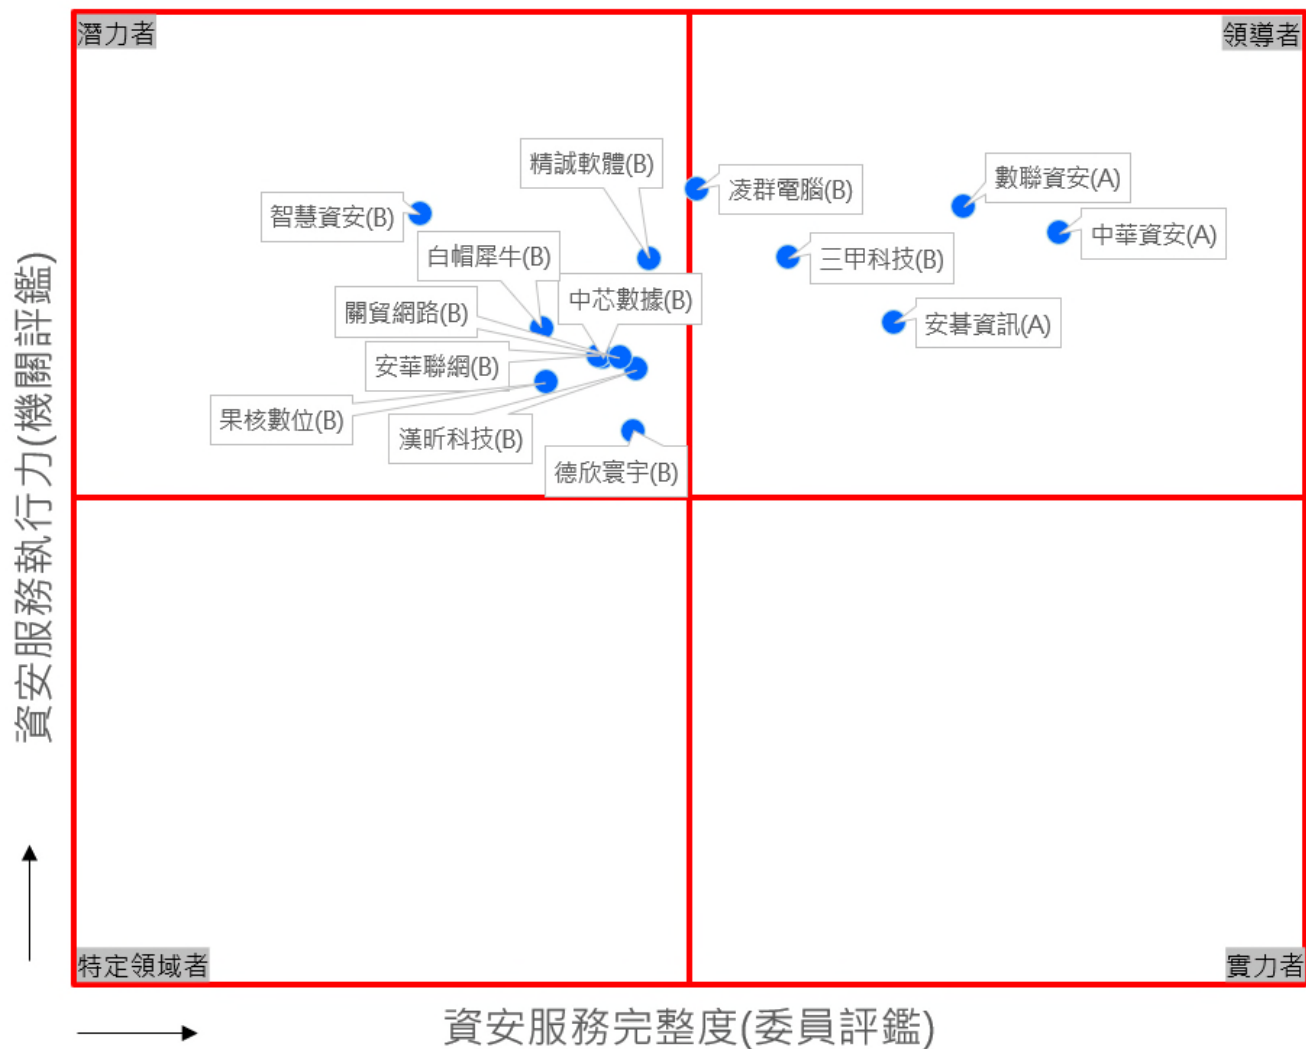 潛力者
領導者
精誠軟體(B)
凌群電腦(B)
數聯資安(A)
智慧資安(B)
中華資安(A)
白帽犀牛(B)
三甲科技(B)
中芯數據(B)
關貿網路(B)
安碁資訊(A)
安華聯網(B)
果核數位(B)
漢昕科技(B)
德欣寰宇(B)
資安服務執行力(機關評鑑)
特定領域者
實力者
資安服務完整度(委員評鑑)